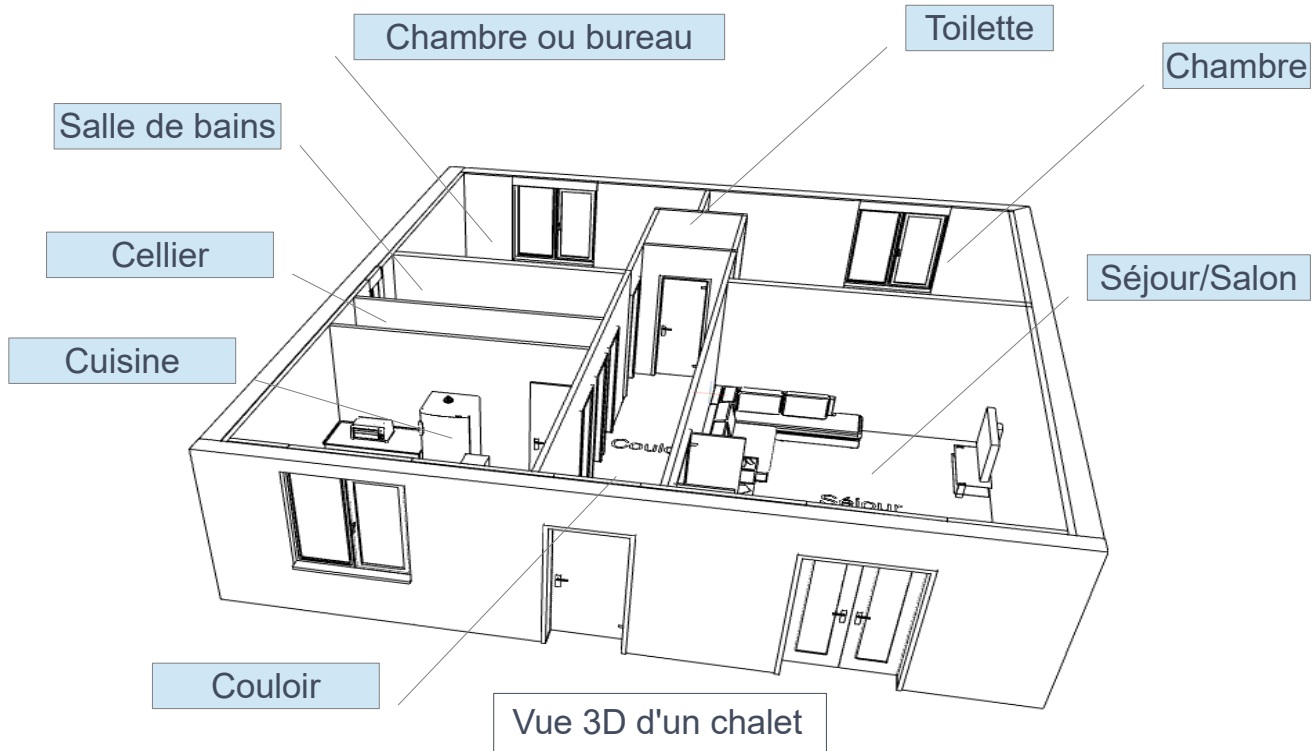 Chambre ou bureau
Toilette
Chambre
Salle de bains
Cellier
Séjour/Salon
Cuisine
Couloir
Séjour
Couloir
Vue 3D d'un chalet